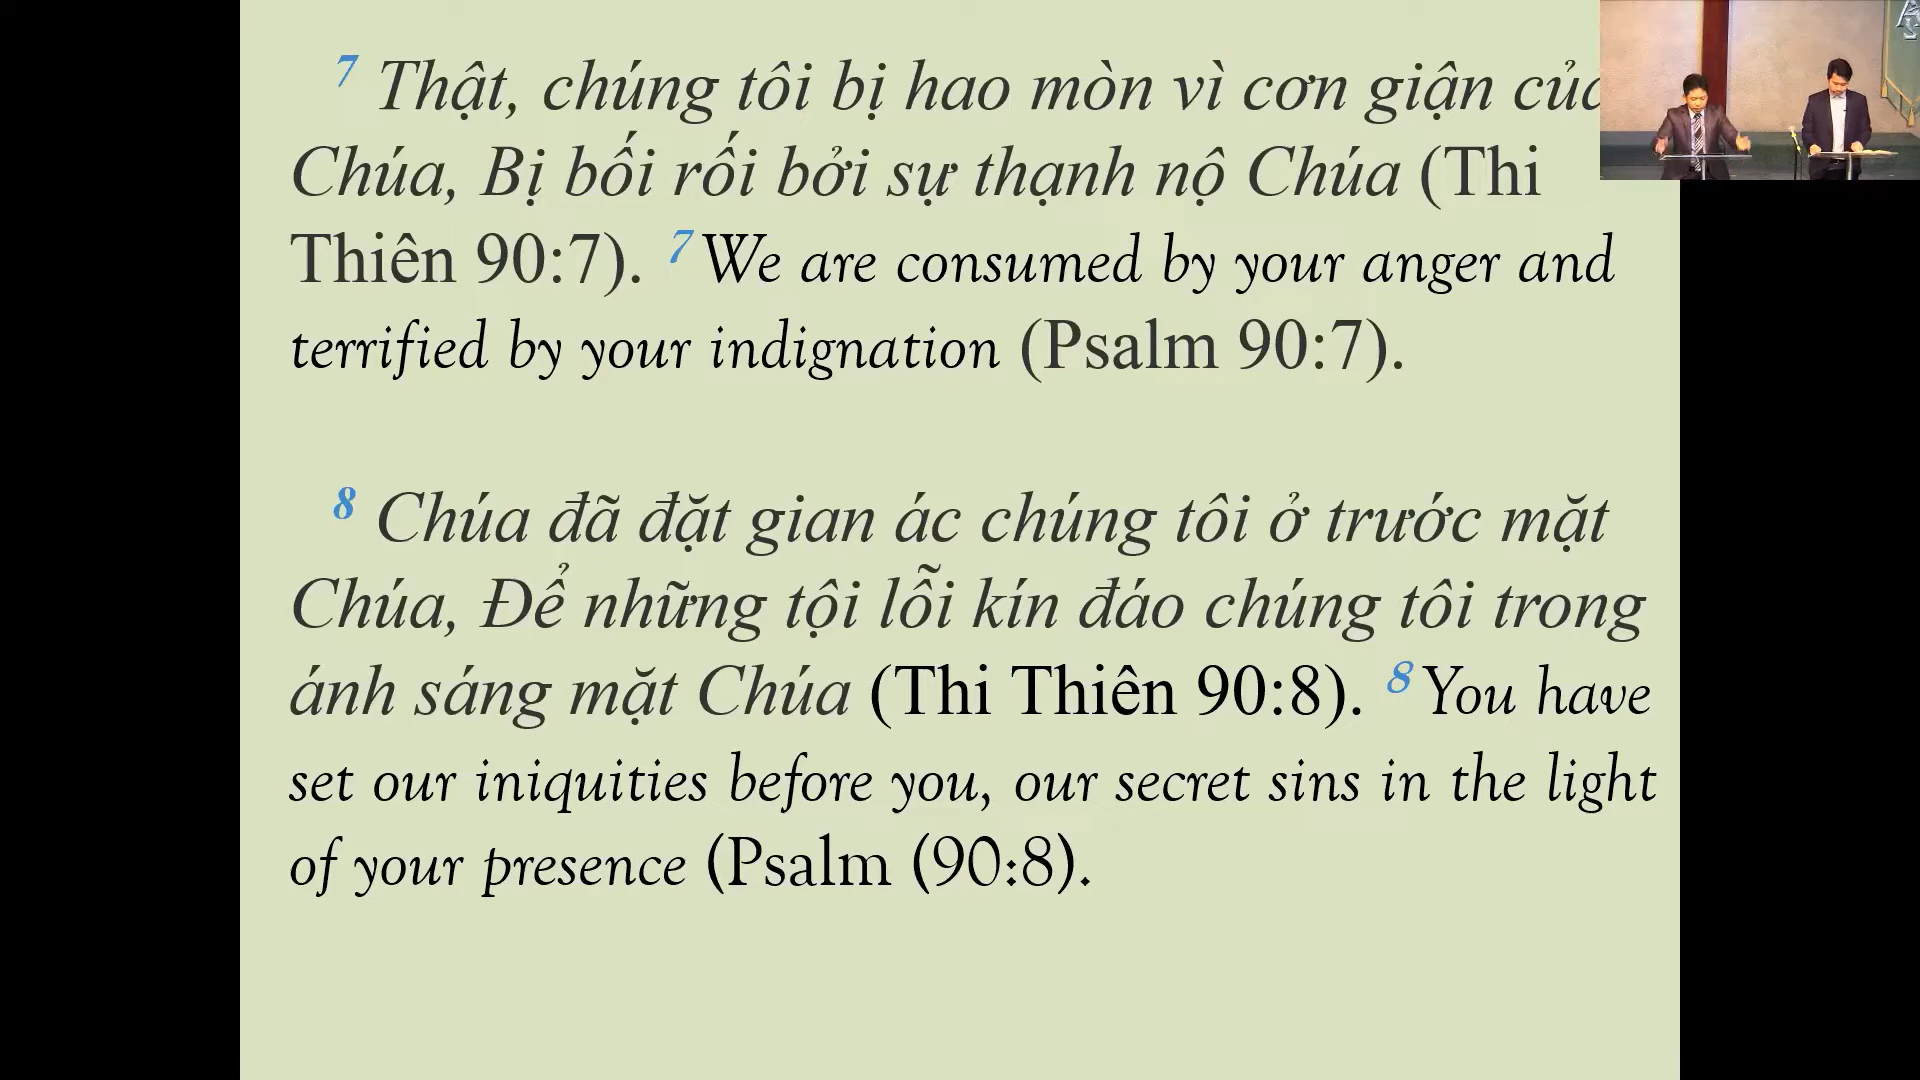 7 Thật, chúng tôi bị hao mòn vì cơn giận của
Chúa, Bị bối rối bởi sự thạnh nộ Chúa (Thi
Thiên 90:7). 7 We are consumed by your anger and
terrified by your indignation (Psalm 90:7).
8 Chúa đã đặt gian ác chúng tôi ở trước mặt
Chúa, Để những tội lỗi kín đáo chúng tôi trong
ánh sáng mặt Chúa (Thi Thiên 90:8). 8 You have
set our iniquities before you, our secret sins in the light
of your presence (Psalm (90:8).